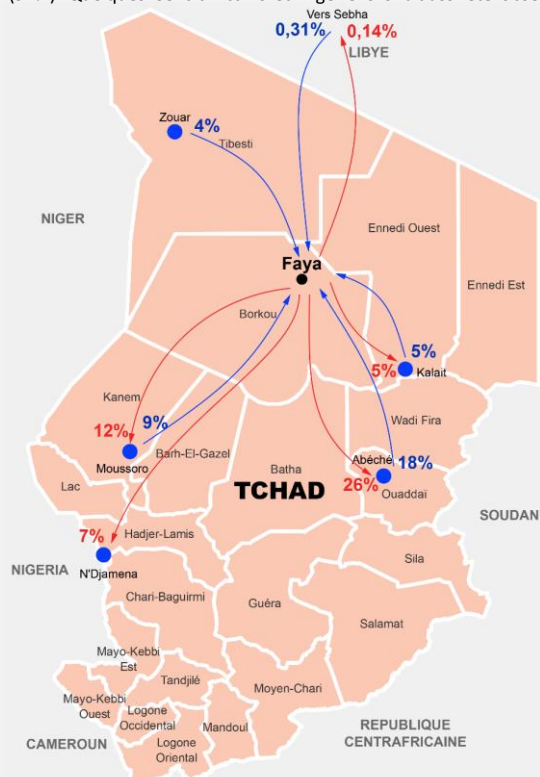 Vers Sebha
0,31%
0,14%
LIBYE
Zouar
4%
Tibesti
NIGER
Ennedi Ouest
Faya
Ennedi Est
Borkou
5%
5%
Kalait
Kanem
9%
12%
Wadi Fira
Moussoro
Barh-El-Gazel
Abéché
18%
Batha
Lac
TCHAD
26%
Ouaddaï
SOUDAN
7%
Hadjer-Lamis
NIGERIA
N'Djamena
Sila
Chari-Baguirmi
Guéra
Salamat
Mayo-Kebbi
Est
Tandjilé
Moyen-Chari
Mayo-Kebbi
Ouest
Logone
Occidental
Mandoul
REPUBLIQUE
CENTRAFRICAINE
CAMEROUN
Logone
Oriental